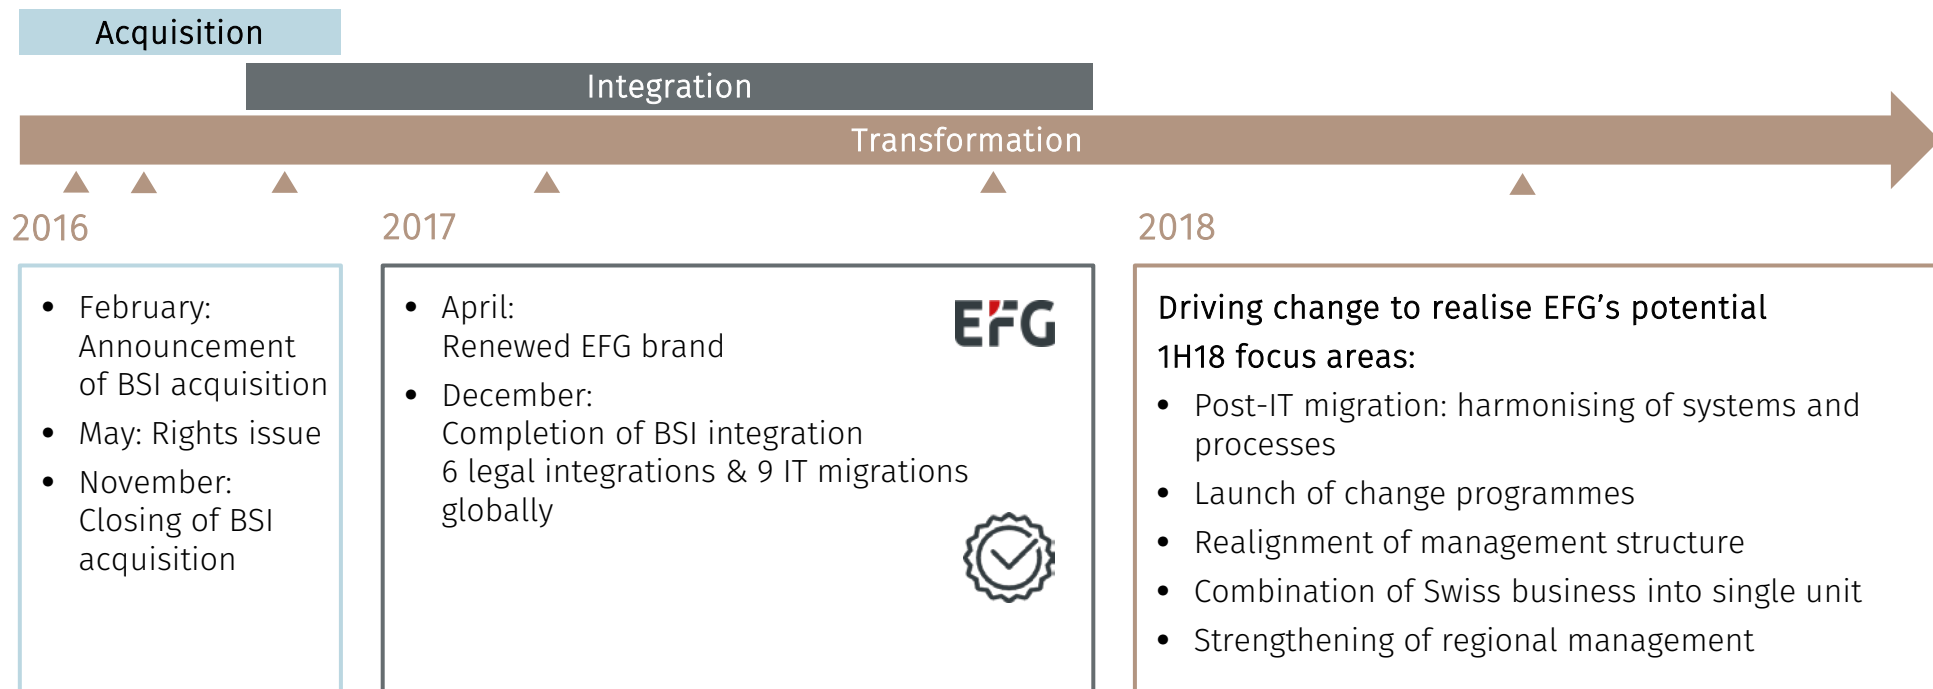 Acquisition
Integration
Transformation
2016
2017
2018
• February:
Announcement
of BSI acquisition
• May: Rights issue
• November:
Closing of BSI
acquisition
• April:
Renewed EFG brand
EFG
• December:
Completion of BSI integration
6 legal integrations & 9 IT migrations
globally
Driving change to realise EFG’s potential
1H18 focus areas:
• Post-IT migration: harmonising of systems and
processes
• Launch of change programmes
• Realignment of management structure
• Combination of Swiss business into single unit
• Strengthening of regional management